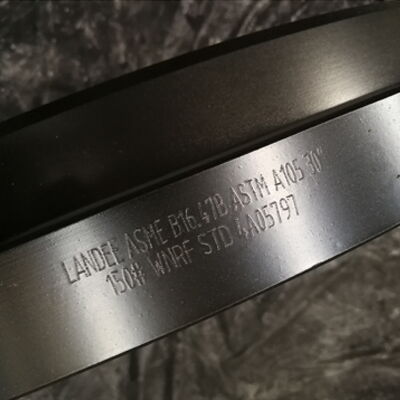 LANDEE ASME B16.47B ASTM A105 30"
150# WNRF STD 4A05797